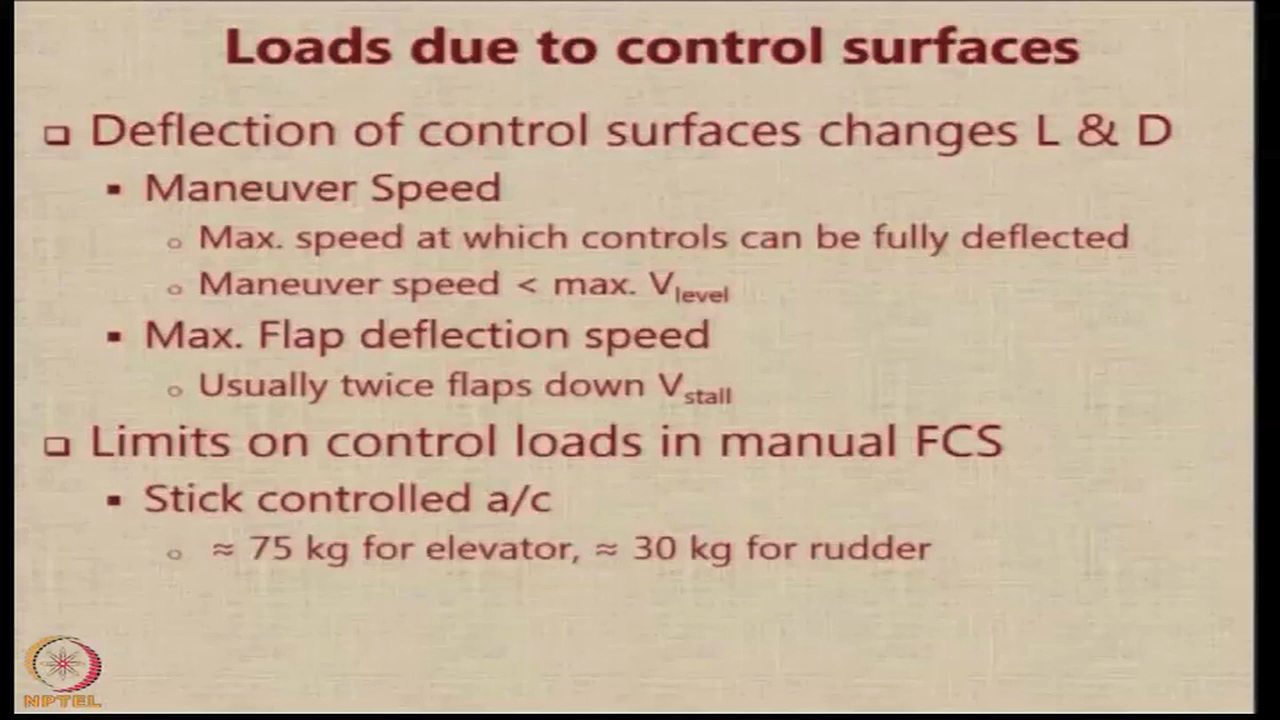 Loads due to control surfaces
❑ Deflection of control surfaces changes L & D
▪ Maneuver Speed
○ Max. speed at which controls can be fully deflected
○ Maneuver speed < max. Vlevel
▪ Max. Flap deflection speed
○ Usually twice flaps down Vstall
❑ Limits on control loads in manual FCS
▪ Stick controlled a/c
○ ≈ 75 kg for elevator, ≈ 30 kg for rudder
NPTEL